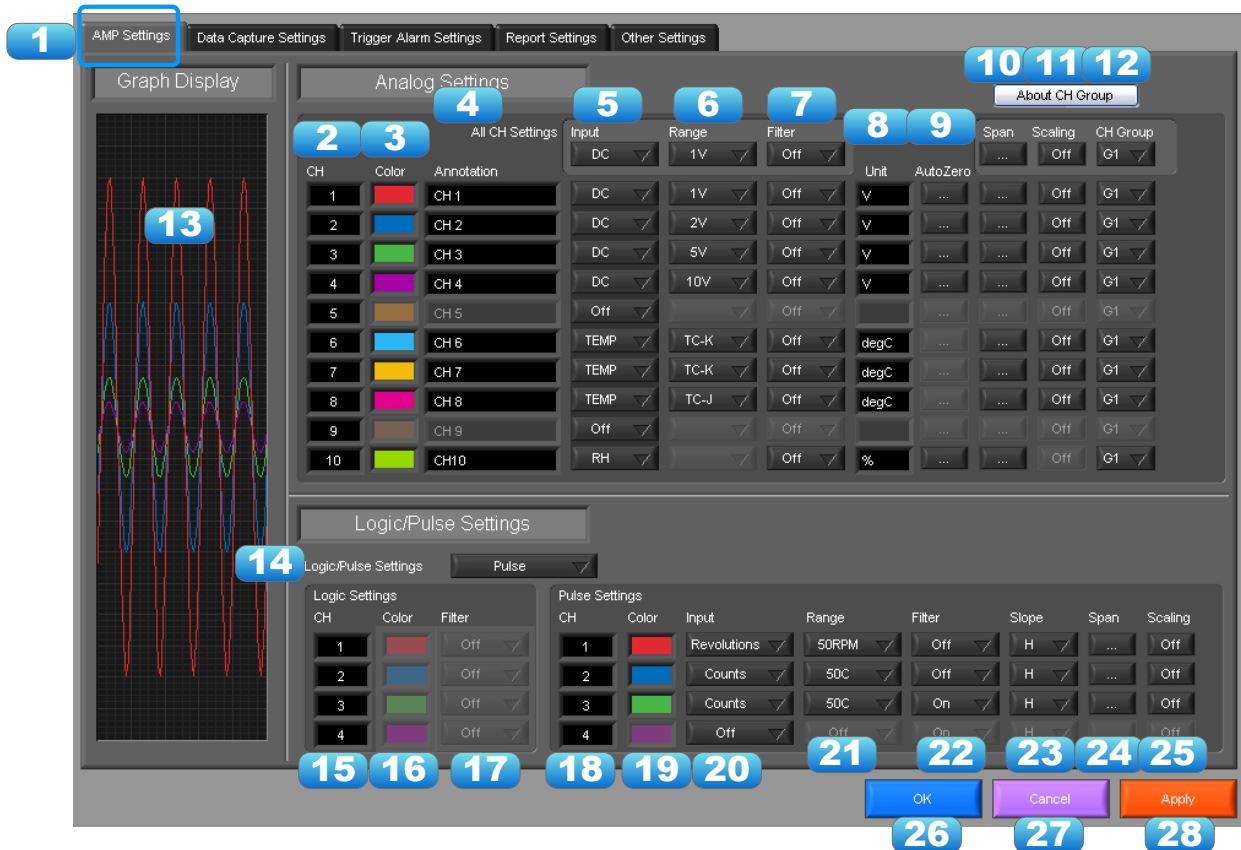 1 AMP Settings Data Capture Settings Trigger Alarm Settings Report Settings Other Settings
Graph Display Analog Settings 10 11 12
About CH Group
4 5 6 7 8 9
2 3 All CH Settings Input Range Filter Span Scaling CH Group
DC 1V Off ... Off G1
CH Color Annotation Unit AutoZero
1 CH 1 DC 1V Off V ... ... Off G1
13 2 CH 2 DC 2V Off V ... ... Off G1
3 CH 3 DC 5V Off V ... ... Off G1
4 CH 4 DC 10V Off V ... ... Off G1
5 CH 5 Off Off ... ... Off G1
6 CH 6 TEMP TC-K Off degC ... ... Off G1
7 CH 7 TEMP TC-K Off degC ... ... Off G1
8 CH 8 TEMP TC-J Off degC ... ... Off G1
9 CH 9 Off Off ... ... Off G1
10 CH10 RH Off % ... ... Off G1
Logic/Pulse Settings
14 Logic/Pulse Settings Pulse
Logic Settings Pulse Settings
CH Color Filter CH Color Input Range Filter Slope Span Scaling
1 Off 1 Revolutions 50RPM Off H ... Off
2 Off 2 Counts 50C Off H ... Off
3 Off 3 Counts 50C On H ... Off
4 Off 4 Off Off On H Off
15 16 17 18 19 20 21 22 23 24 25
OK Cancel Apply
26 27 28